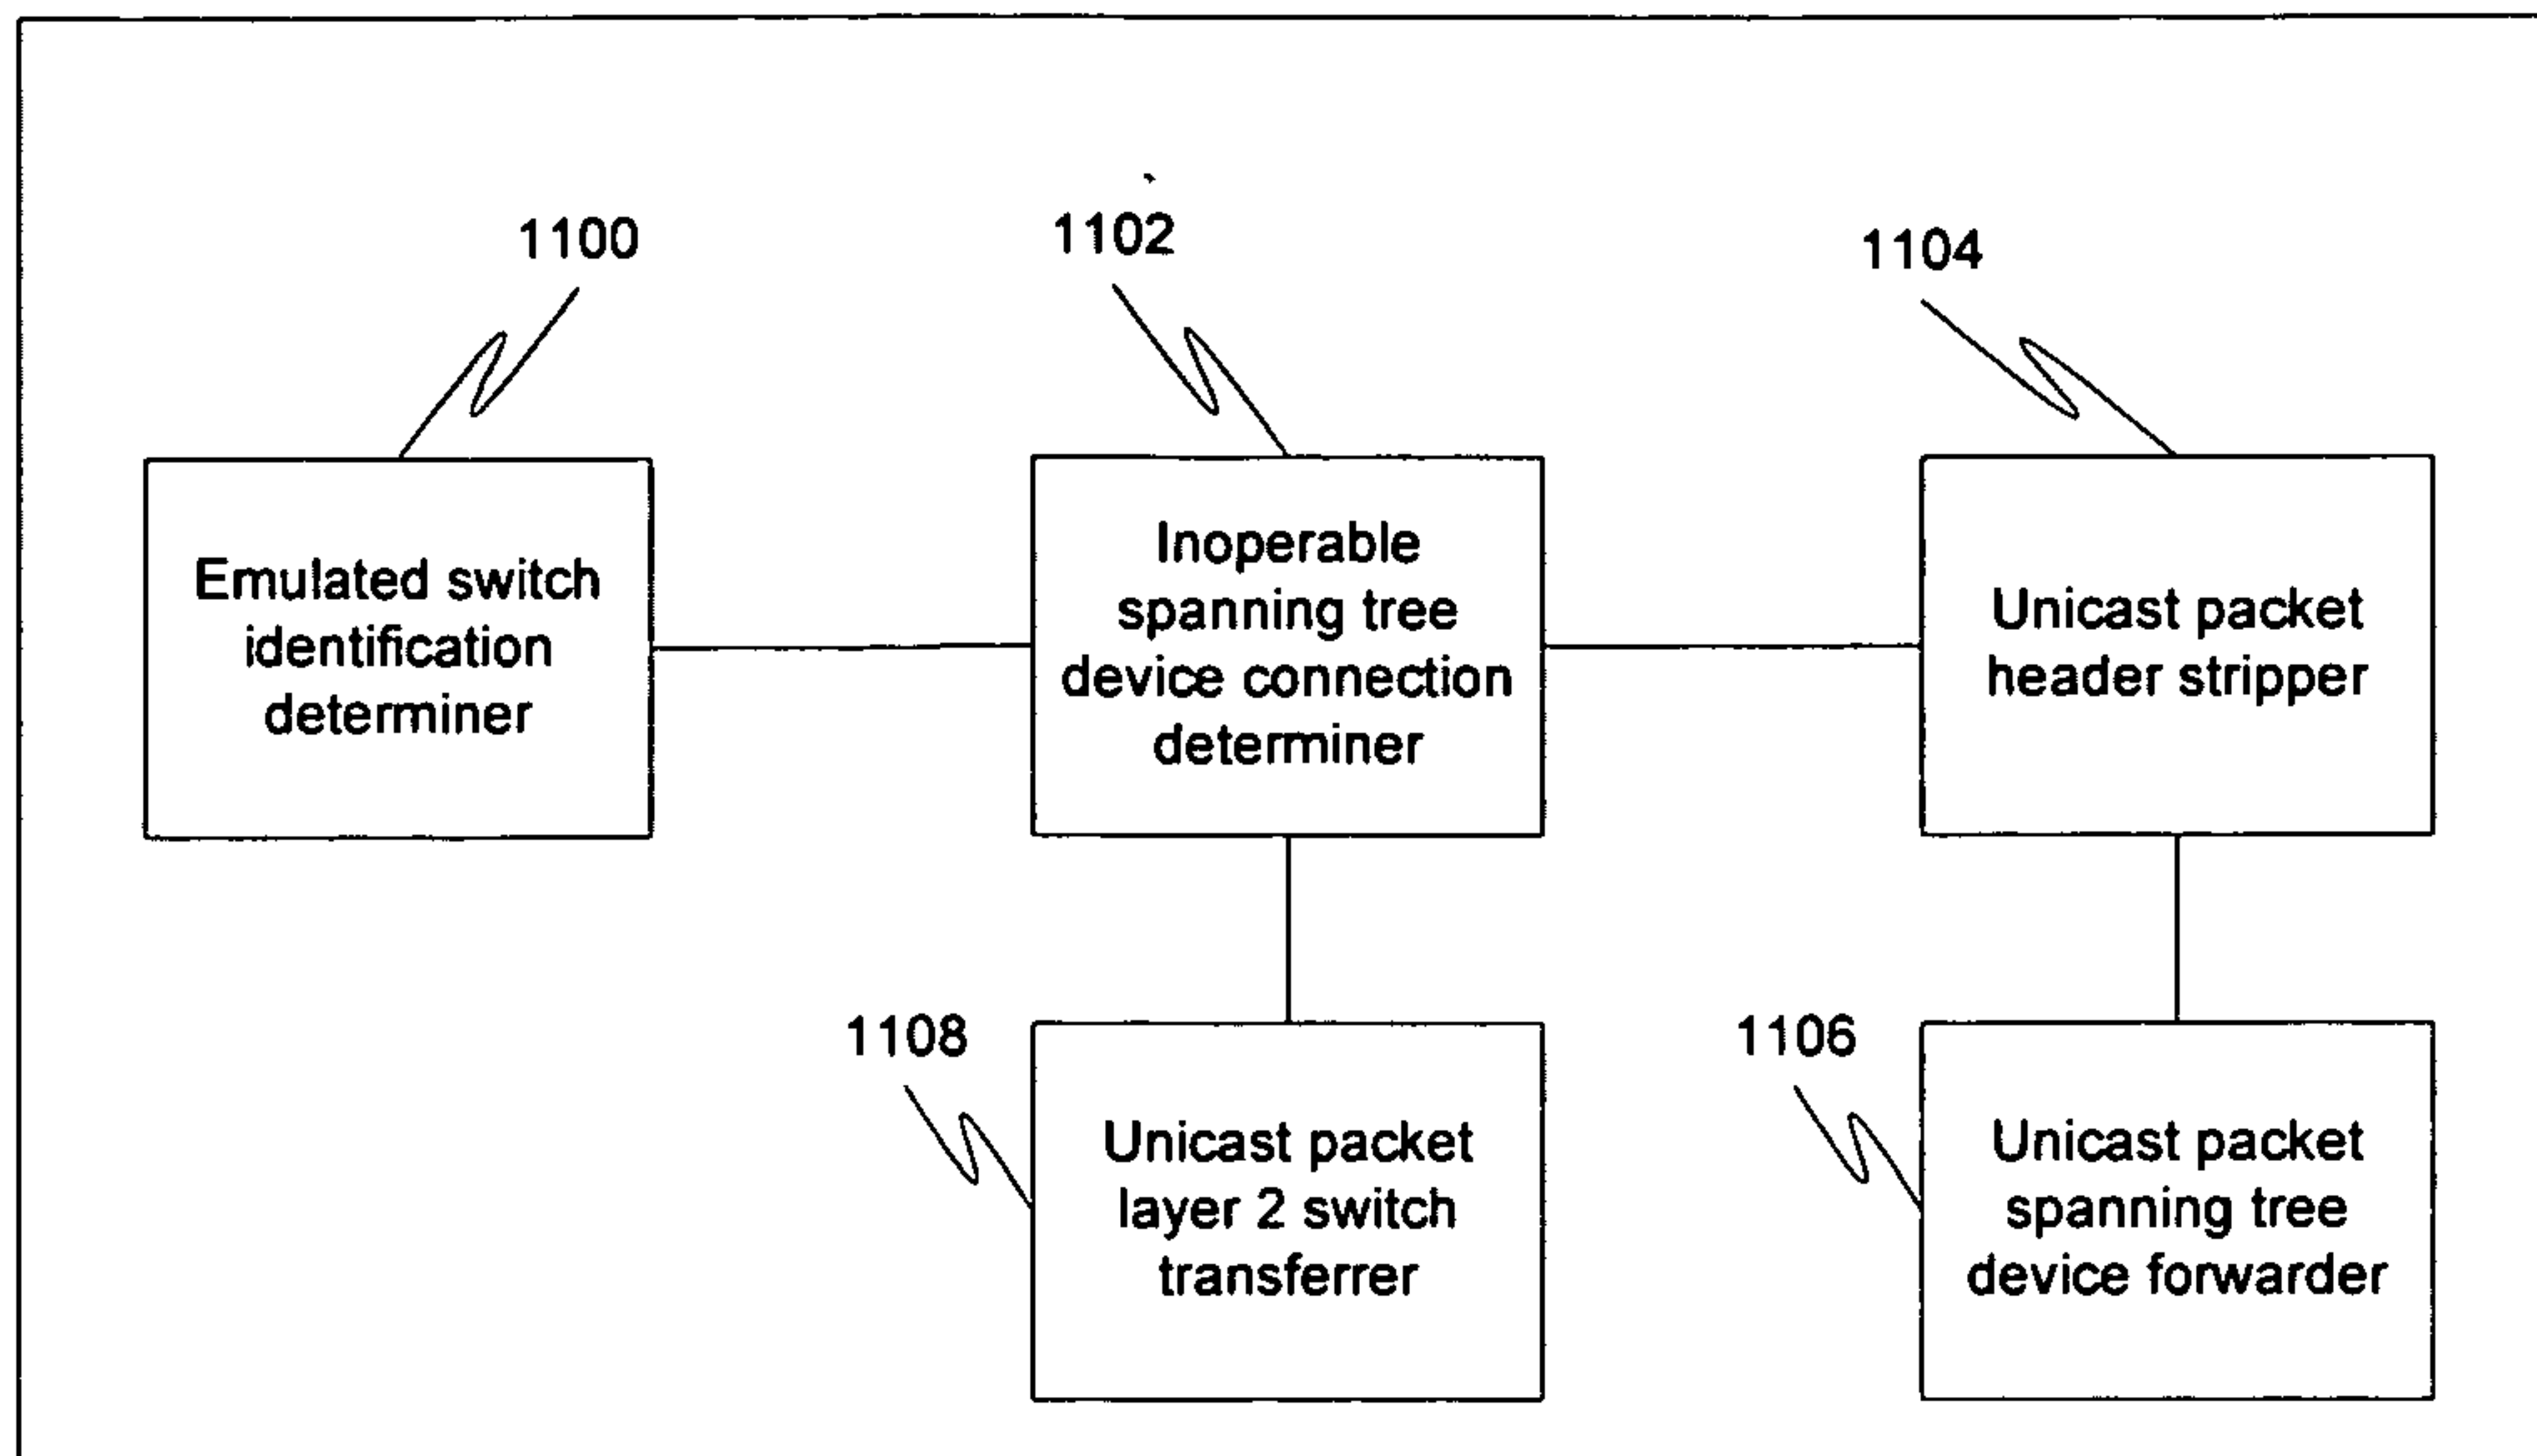 1100
1102
1104
Emulated switch
identification
determiner
Inoperable
spanning tree
device connection
determiner
Unicast packet
header stripper
1108
1106
Unicast packet
layer 2 switch
transferrer
Unicast packet
spanning tree
device forwarder